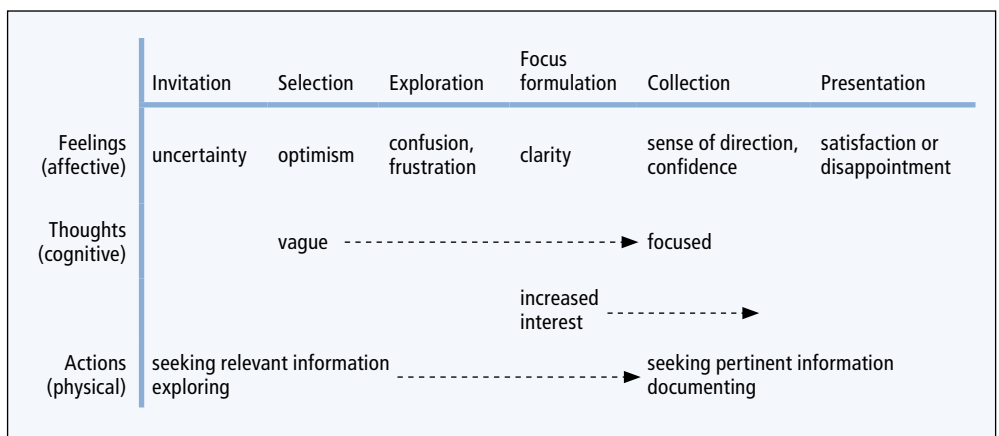 Focus
Invitation Selection Exploration formulation Collection Presentation
Feelings
(affective)
uncertainty optimism
confusion,
frustration
clarity
sense of direction,
confidence
satisfaction or
disappointment
Thoughts
(cognitive)
vague focused
increased
interest
Actions
(physical)
seeking relevant information
exploring
seeking pertinent information
documenting